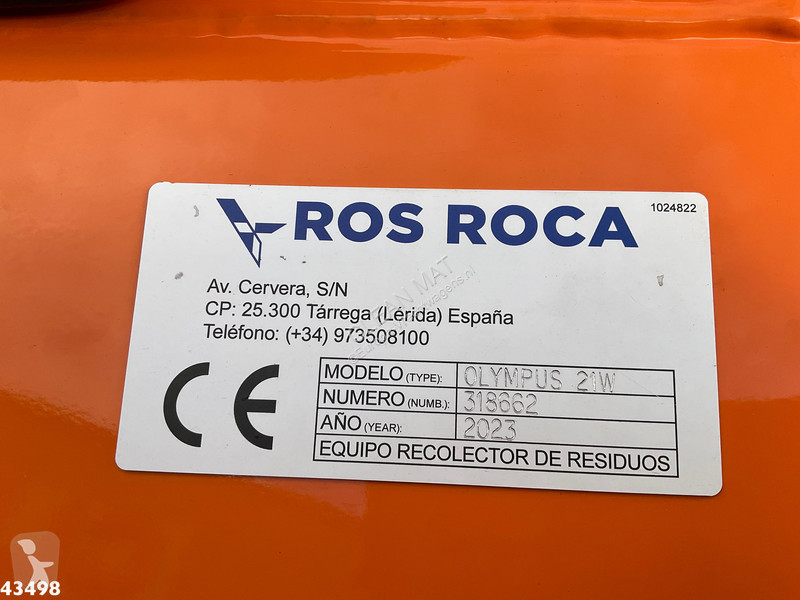 ROS ROCA
1024822
Av. Cervera, S/N
CP: 25.300 Tárrega (Lérida) España
Teléfono: (+34) 973508100
CE
MODELO (TYPE): OLYMPUS 21W
NUMERO (NUMB.): 318662
AÑO (YEAR): 2023
EQUIPO RECOLECTOR DE RESIDUOS
43498